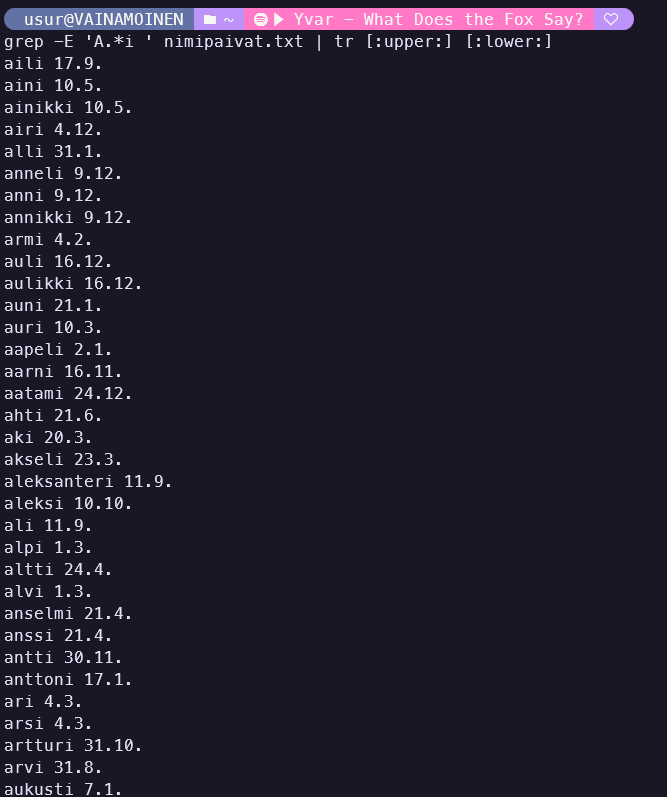 usur@VAINAMOINEN ~ Yvar – What Does the Fox Say?
grep -E 'A.*i ' nimipaivat.txt | tr [:upper:] [:lower:]
aili 17.9.
aini 10.5.
ainikki 10.5.
airi 4.12.
alli 31.1.
anneli 9.12.
anni 9.12.
annikki 9.12.
armi 4.2.
auli 16.12.
aulikki 16.12.
auni 21.1.
auri 10.3.
aapeli 2.1.
aarni 16.11.
aatami 24.12.
ahti 21.6.
aki 20.3.
akseli 23.3.
aleksanteri 11.9.
aleksi 10.10.
ali 11.9.
alpi 1.3.
altti 24.4.
alvi 1.3.
anselmi 21.4.
anssi 21.4.
antti 30.11.
anttoni 17.1.
ari 4.3.
arsi 4.3.
artturi 31.10.
arvi 31.8.
aukusti 7.1.